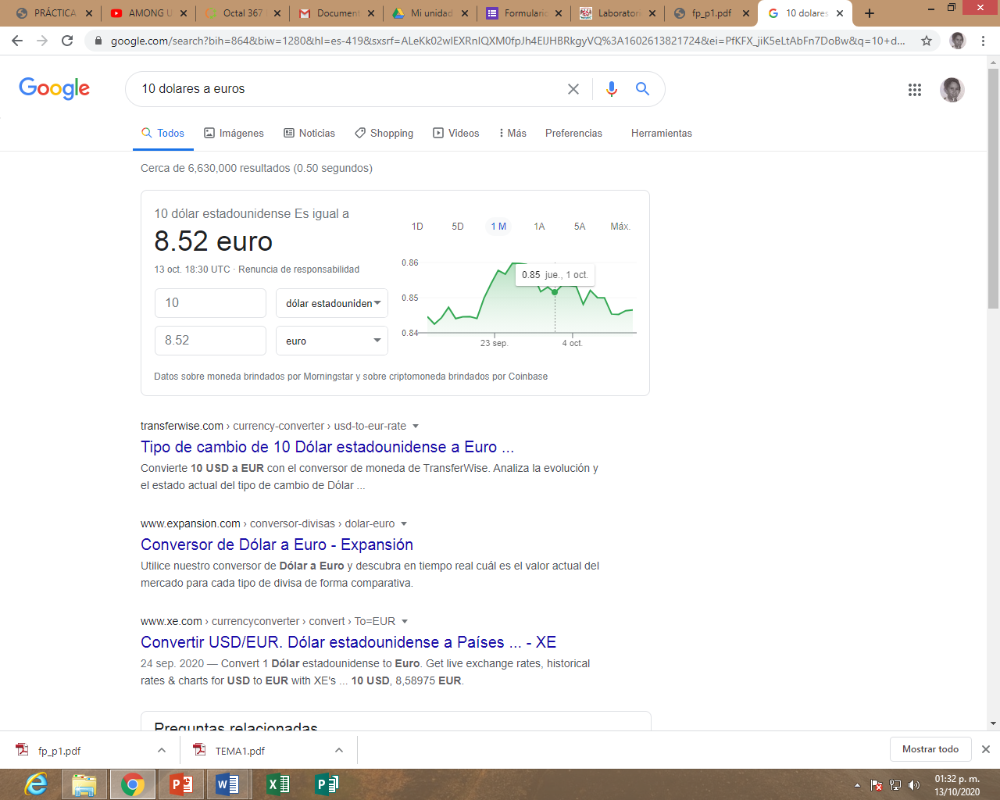 PRÁCTICA
AMONG U
Octal 367
Document
Mi unidad
Formulario
Laboratori
fp_p1.pdf
10 dolares
google.com/search?bih=864&biw=1280&hl=es-419&sxsrf=ALeKk02wIEXRnIQXM0fpJh4EIJHBRkgyVQ%3A1602613821724&ei=PfKFX_jiK5eLtAbFn7DoBw&q=10+d...
Google
10 dolares a euros
Todos
Imágenes
Noticias
Shopping
Videos
Más
Preferencias
Herramientas
Cerca de 6,630,000 resultados (0.50 segundos)
10 dólar estadounidense Es igual a
8.52 euro
13 oct. 18:30 UTC · Renuncia de responsabilidad
10
dólar estadouniden
8.52
euro
1D
5D
1 M
1A
5A
Máx.
0.86
0.85 jue., 1 oct.
0.85
0.84
23 sep.
4 oct.
Datos sobre moneda brindados por Morningstar y sobre criptomoneda brindados por Coinbase
transferwise.com › currency-converter › usd-to-eur-rate
Tipo de cambio de 10 Dólar estadounidense a Euro ...
Convierte 10 USD a EUR con el conversor de moneda de TransferWise. Analiza la evolución y
el estado actual del tipo de cambio de Dólar ...
www.expansion.com › conversor-divisas › dolar-euro
Conversor de Dólar a Euro - Expansión
Utilice nuestro conversor de Dólar a Euro y descubra en tiempo real cuál es el valor actual del
mercado para cada tipo de divisa de forma comparativa.
www.xe.com › currencyconverter › convert › To=EUR
Convertir USD/EUR. Dólar estadounidense a Países ... - XE
24 sep. 2020 — Convert 1 Dólar estadounidense to Euro. Get live exchange rates, historical
rates & charts for USD to EUR with XE's ... 10 USD, 8,58975 EUR.
Preguntas relacionadas
fp_p1.pdf
TEMA1.pdf
Mostrar todo
01:32 p. m.
13/10/2020